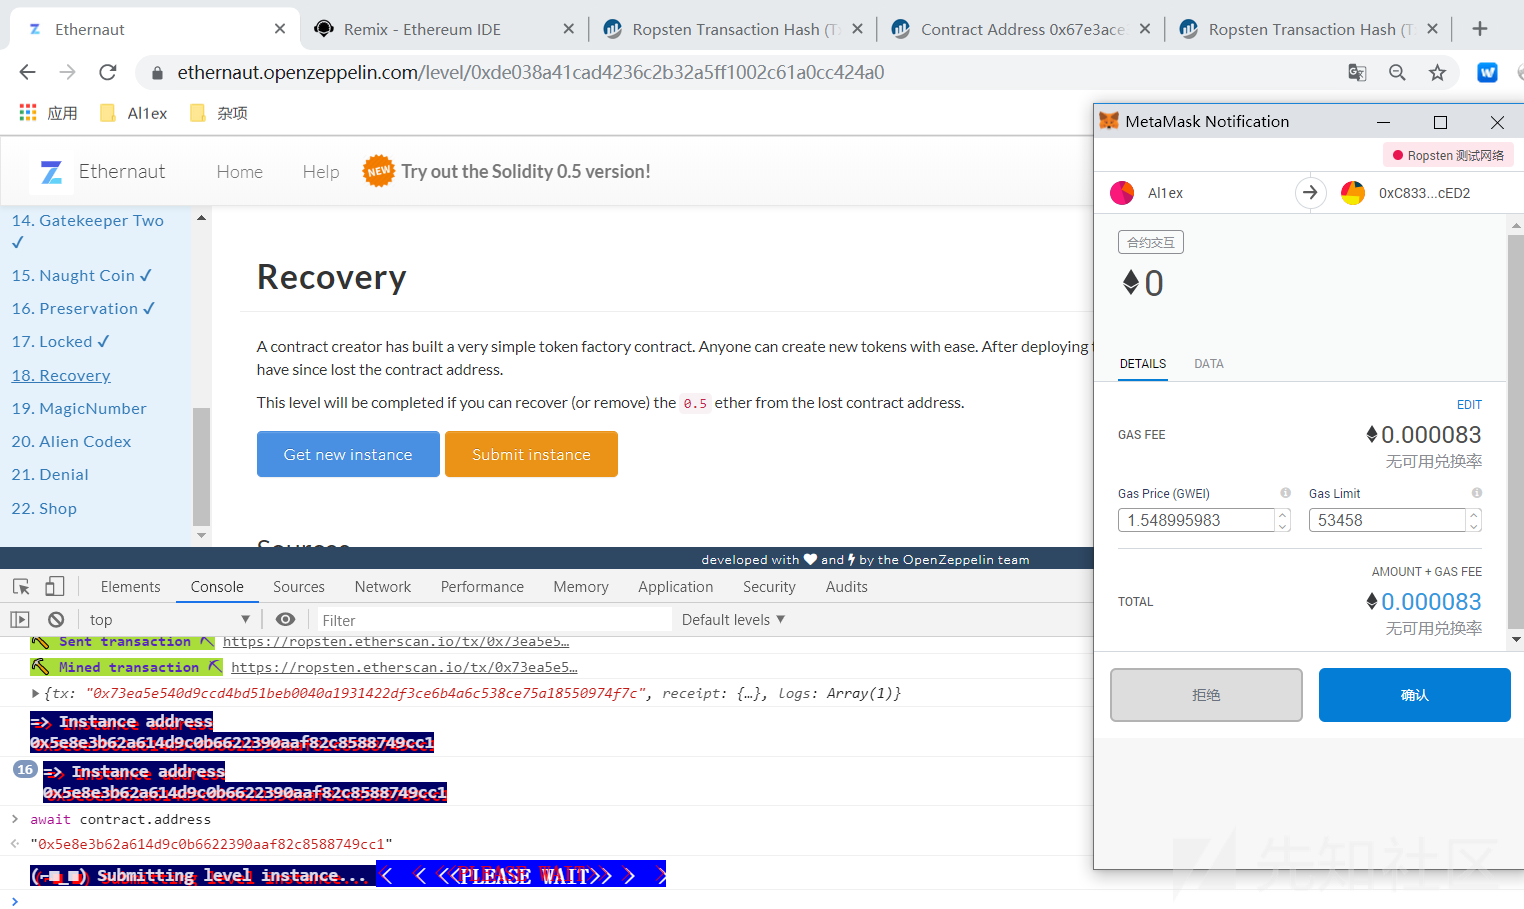 Ethernaut
Remix - Ethereum IDE
Ropsten Transaction Hash (T
Contract Address 0x67e3ace
Ropsten Transaction Hash (T
ethernaut.openzeppelin.com/level/0xde038a41cad4236c2b32a5ff1002c61a0cc424a0
应用
Al1ex
杂项
Ethernaut
Home
Help
NEW
Try out the Solidity 0.5 version!
14. Gatekeeper Two
✓
15. Naught Coin ✓
16. Preservation ✓
17. Locked ✓
18. Recovery
19. MagicNumber
20. Alien Codex
21. Denial
22. Shop
Recovery
A contract creator has built a very simple token factory contract. Anyone can create new tokens with ease. After deploying
have since lost the contract address.
This level will be completed if you can recover (or remove) the 0.5 ether from the lost contract address.
Get new instance
Submit instance
Sources
developed with ♥ and by the OpenZeppelin team
MetaMask Notification
Ropsten 测试网络
Al1ex
0xC833...cED2
合约交互
0
DETAILS
DATA
EDIT
GAS FEE
0.000083
无可用兑换率
Gas Price (GWEI)
Gas Limit
1.548995983
53458
AMOUNT + GAS FEE
TOTAL
0.000083
无可用兑换率
拒绝
确认
Elements
Console
Sources
Network
Performance
Memory
Application
Security
Audits
top
Filter
Default levels ▼
Sent transaction https://ropsten.etherscan.io/tx/0x73ea5e5…
Mined transaction https://ropsten.etherscan.io/tx/0x73ea5e5…
{tx: "0x73ea5e540d9ccd4bd51beb0040a1931422df3ce6b4a6c538ce75a18550974f7c", receipt: {…}, logs: Array(1)}
=> Instance address
0x5e8e3b62a614d9c0b6622390aaf82c8588749cc1
16
=> Instance address
0x5e8e3b62a614d9c0b6622390aaf82c8588749cc1
> await contract.address
"0x5e8e3b62a614d9c0b6622390aaf82c8588749cc1"
(-■_■) Submitting level instance... < < <<PLEASE WAIT>> > >
>
先知社区